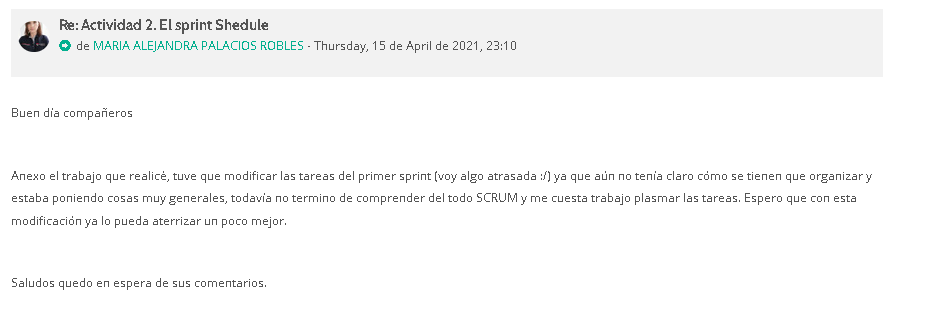 Re: Actividad 2. El sprint Shedule
de MARIA ALEJANDRA PALACIOS ROBLES - Thursday, 15 de April de 2021, 23:10
Buen día compañeros
Anexo el trabajo que realicé, tuve que modificar las tareas del primer sprint (voy algo atrasada :/) ya que aún no tenía claro cómo se tienen que organizar y
estaba poniendo cosas muy generales, todavía no termino de comprender del todo SCRUM y me cuesta trabajo plasmar las tareas. Espero que con esta
modificación ya lo pueda aterrizar un poco mejor.
Saludos quedo en espera de sus comentarios.